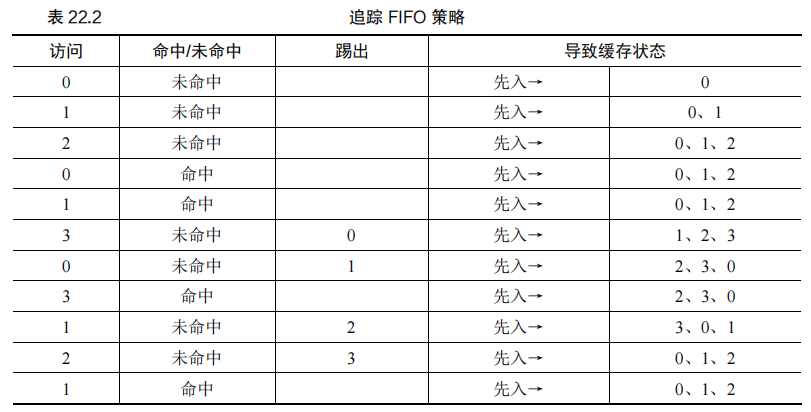 表 22.2 追踪 FIFO 策略
访问 命中/未命中 踢出 导致缓存状态
0 未命中 先入→ 0
1 未命中 先入→ 0、1
2 未命中 先入→ 0、1、2
0 命中 先入→ 0、1、2
1 命中 先入→ 0、1、2
3 未命中 0 先入→ 1、2、3
0 未命中 1 先入→ 2、3、0
3 命中 先入→ 2、3、0
1 未命中 2 先入→ 3、0、1
2 未命中 3 先入→ 0、1、2
1 命中 先入→ 0、1、2